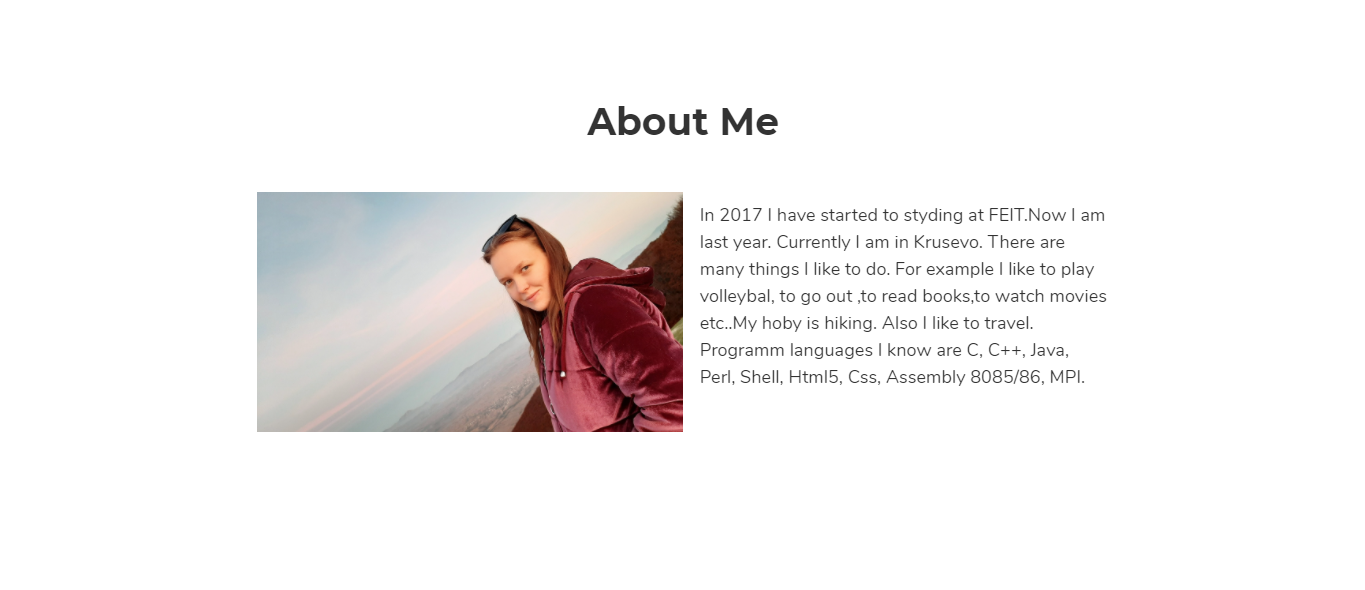 About Me
In 2017 I have started to styding at FEIT.Now I am
last year. Currently I am in Krusevo. There are
many things I like to do. For example I like to play
volleybal, to go out ,to read books,to watch movies
etc..My hoby is hiking. Also I like to travel.
Programm languages I know are C, C++, Java,
Perl, Shell, Html5, Css, Assembly 8085/86, MPI.